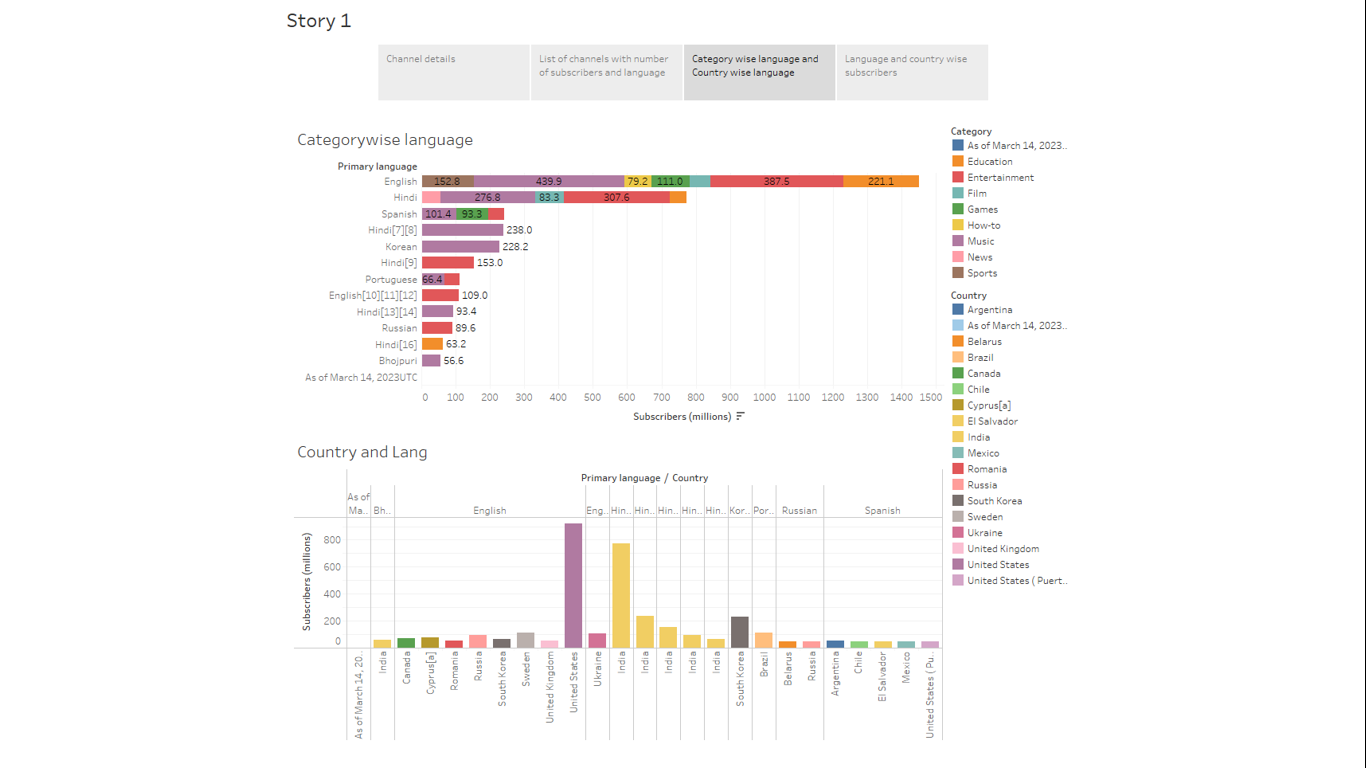 Story 1
Channel details
List of channels with number
of subscribers and language
Category wise language and
Country wise language
Language and country wise
subscribers
Categorywise language
Primary language
English 152.8 439.9 79.2 111.0 387.5 221.1
Hindi 276.8 83.3 307.6
Spanish 101.4 93.3
Hindi[7][8] 238.0
Korean 228.2
Hindi[9] 153.0
Portuguese 66.4
English[10][11][12] 109.0
Hindi[13][14] 93.4
Russian 89.6
Hindi[16] 63.2
Bhojpuri 56.6
As of March 14, 2023UTC
0 100 200 300 400 500 600 700 800 900 1000 1100 1200 1300 1400 1500
Subscribers (millions)
Category
As of March 14, 2023..
Education
Entertainment
Film
Games
How-to
Music
News
Sports
Country
Argentina
As of March 14, 2023..
Belarus
Brazil
Canada
Chile
Cyprus[a]
El Salvador
India
Mexico
Romania
Russia
South Korea
Sweden
Ukraine
United Kingdom
United States
United States ( Puert..
Country and Lang
Primary language / Country
As of
Ma.. Bh.. English Eng.. Hin.. Hin.. Hin.. Hin.. Hin.. Kor.. Por.. Russian Spanish
Subscribers (millions)
800
600
400
200
0
As of March 14, 20..
India
Canada
Cyprus[a]
Romania
Russia
South Korea
Sweden
United Kingdom
United States
Ukraine
India
India
India
India
India
South Korea
Brazil
Belarus
Russia
Argentina
Chile
El Salvador
Mexico
United States ( Pu..